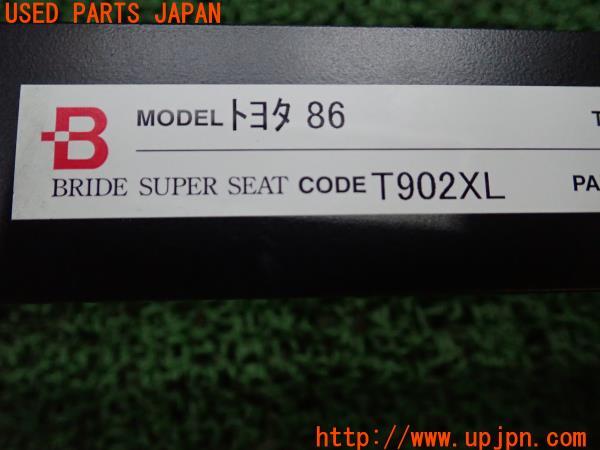 USED PARTS JAPAN
B
MODEL トヨタ 86
BRIDE SUPER SEAT CODE T902XL
http://www.upjpn.com/